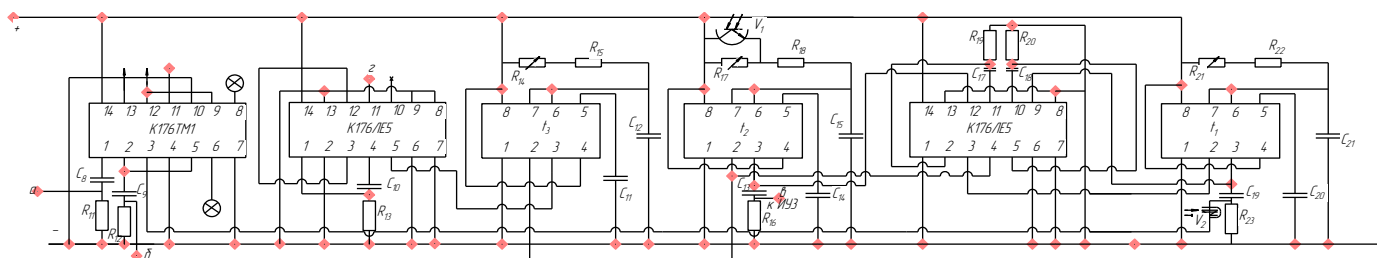 +
V1
R19
R20
R15
R18
R22
R14
R17
C17
C18
R21
г
14 13 12 11 10 9 8
К176ТМ1
1 2 3 4 5 6 7
14 13 12 11 10 9 8
К176ЛЕ5
1 2 3 4 5 6 7
8 7 6 5
t3
1 2 3 4
C12
8 7 6 5
t2
1 2 3 4
C15
14 13 12 11 10 9 8
К176ЛЕ5
1 2 3 4 5 6 7
8 7 6 5
t1
1 2 3 4
C21
C8
C9
C10
C11
C14
C19
C20
а
в
к ИУЗ
R11
R12
R13
R16
V2
R23
–
б